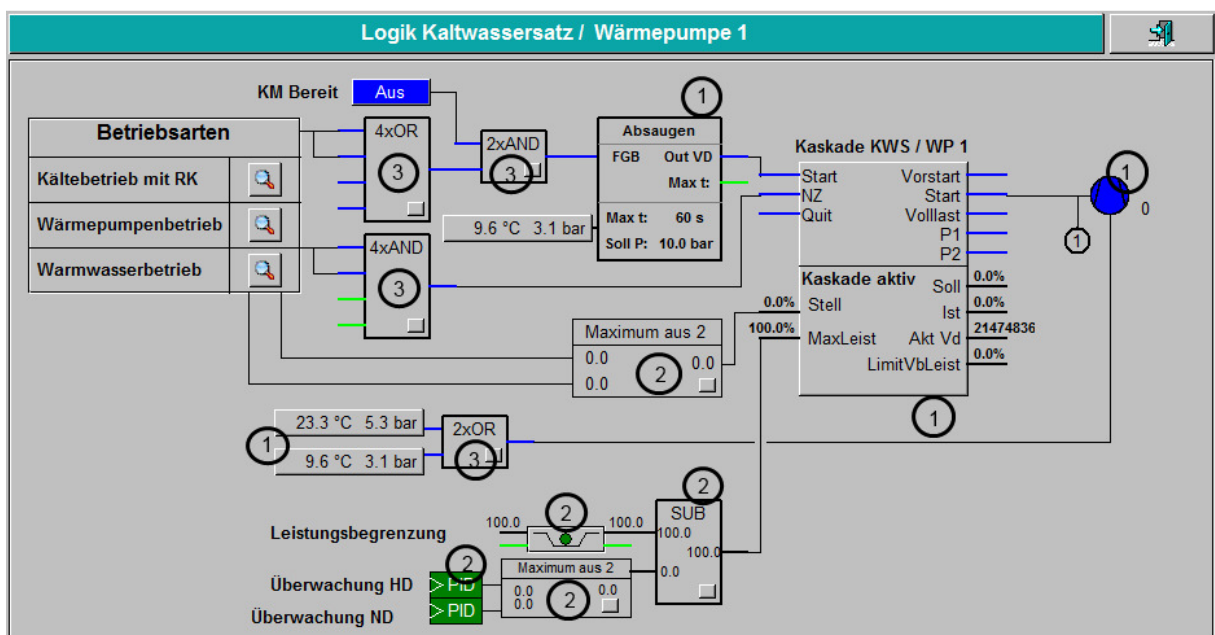 Logik Kaltwassersatz / Wärmepumpe 1
KM Bereit Aus
1
Betriebsarten
Kältebetrieb mit RK
Wärmepumpenbetrieb
Warmwasserbetrieb
4xOR
3
2xAND
3
4xAND
3
Absaugen
FGB Out VD
Max t:
Max t: 60 s
Soll P: 10.0 bar
9.6 °C 3.1 bar
Kaskade KWS / WP 1
Start Vorstart
NZ Start
Quit Volllast
P1
P2
1
0
1
Kaskade aktiv
Soll 0.0%
0.0% Stell
Ist 0.0%
100.0% MaxLeist
Akt Vd 21474836
LimitVbLeist 0.0%
1
Maximum aus 2
0.0
0.0
2
0.0
23.3 °C 5.3 bar
1
9.6 °C 3.1 bar
2xOR
3
2
Leistungsbegrenzung
100.0
2
100.0
SUB
100.0
100.0
0.0
2
Überwachung HD PID
Überwachung ND PID
Maximum aus 2
0.0
0.0
2
0.0